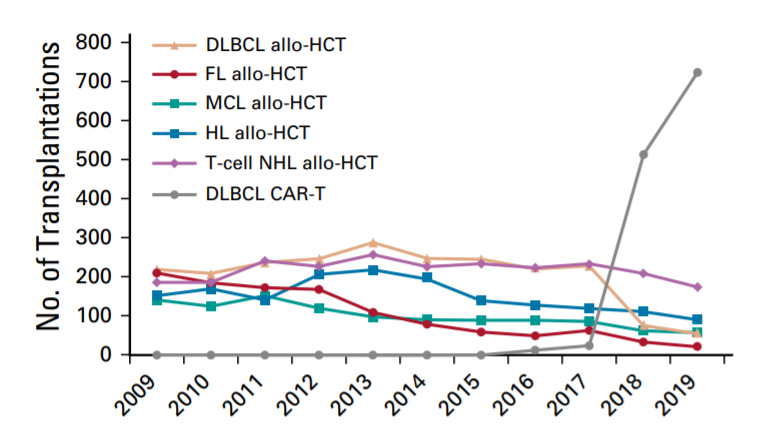 No. of Transplantations
800
700
600
500
400
300
200
100
0
DLBCL allo-HCT
FL allo-HCT
MCL allo-HCT
HL allo-HCT
T-cell NHL allo-HCT
DLBCL CAR-T
2009
2010
2011
2012
2013
2014
2015
2016
2017
2018
2019